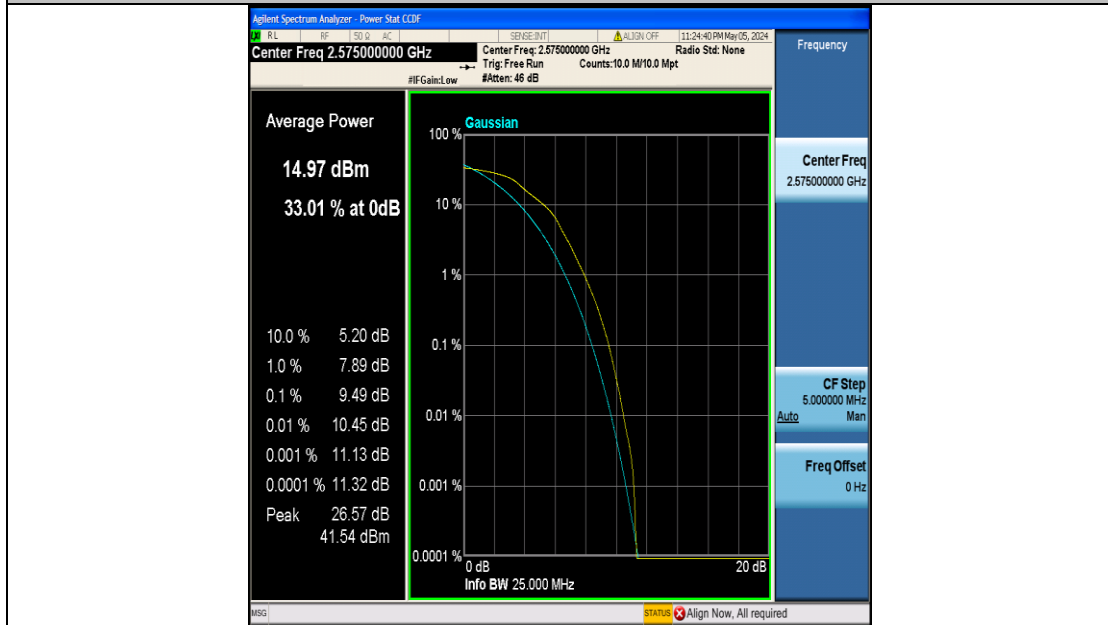 Agilent Spectrum Analyzer - Power Stat CCDF
RL RF 50 Ω AC SENSE:INT ALIGN OFF 11:24:40 PM May 05, 2024
Center Freq 2.575000000 GHz
Center Freq: 2.575000000 GHz Radio Std: None
Trig: Free Run Counts:10.0 M/10.0 Mpt
#IFGain:Low #Atten: 46 dB
Frequency
Average Power
14.97 dBm
33.01 % at 0dB
10.0 % 5.20 dB
1.0 % 7.89 dB
0.1 % 9.49 dB
0.01 % 10.45 dB
0.001 % 11.13 dB
0.0001 % 11.32 dB
Peak 26.57 dB
41.54 dBm
Gaussian
100 %
10 %
1 %
0.1 %
0.01 %
0.001 %
0.0001 %
0 dB 20 dB
Info BW 25.000 MHz
Center Freq
2.575000000 GHz
CF Step
5.000000 MHz
Auto Man
Freq Offset
0 Hz
MSG STATUS Align Now, All required